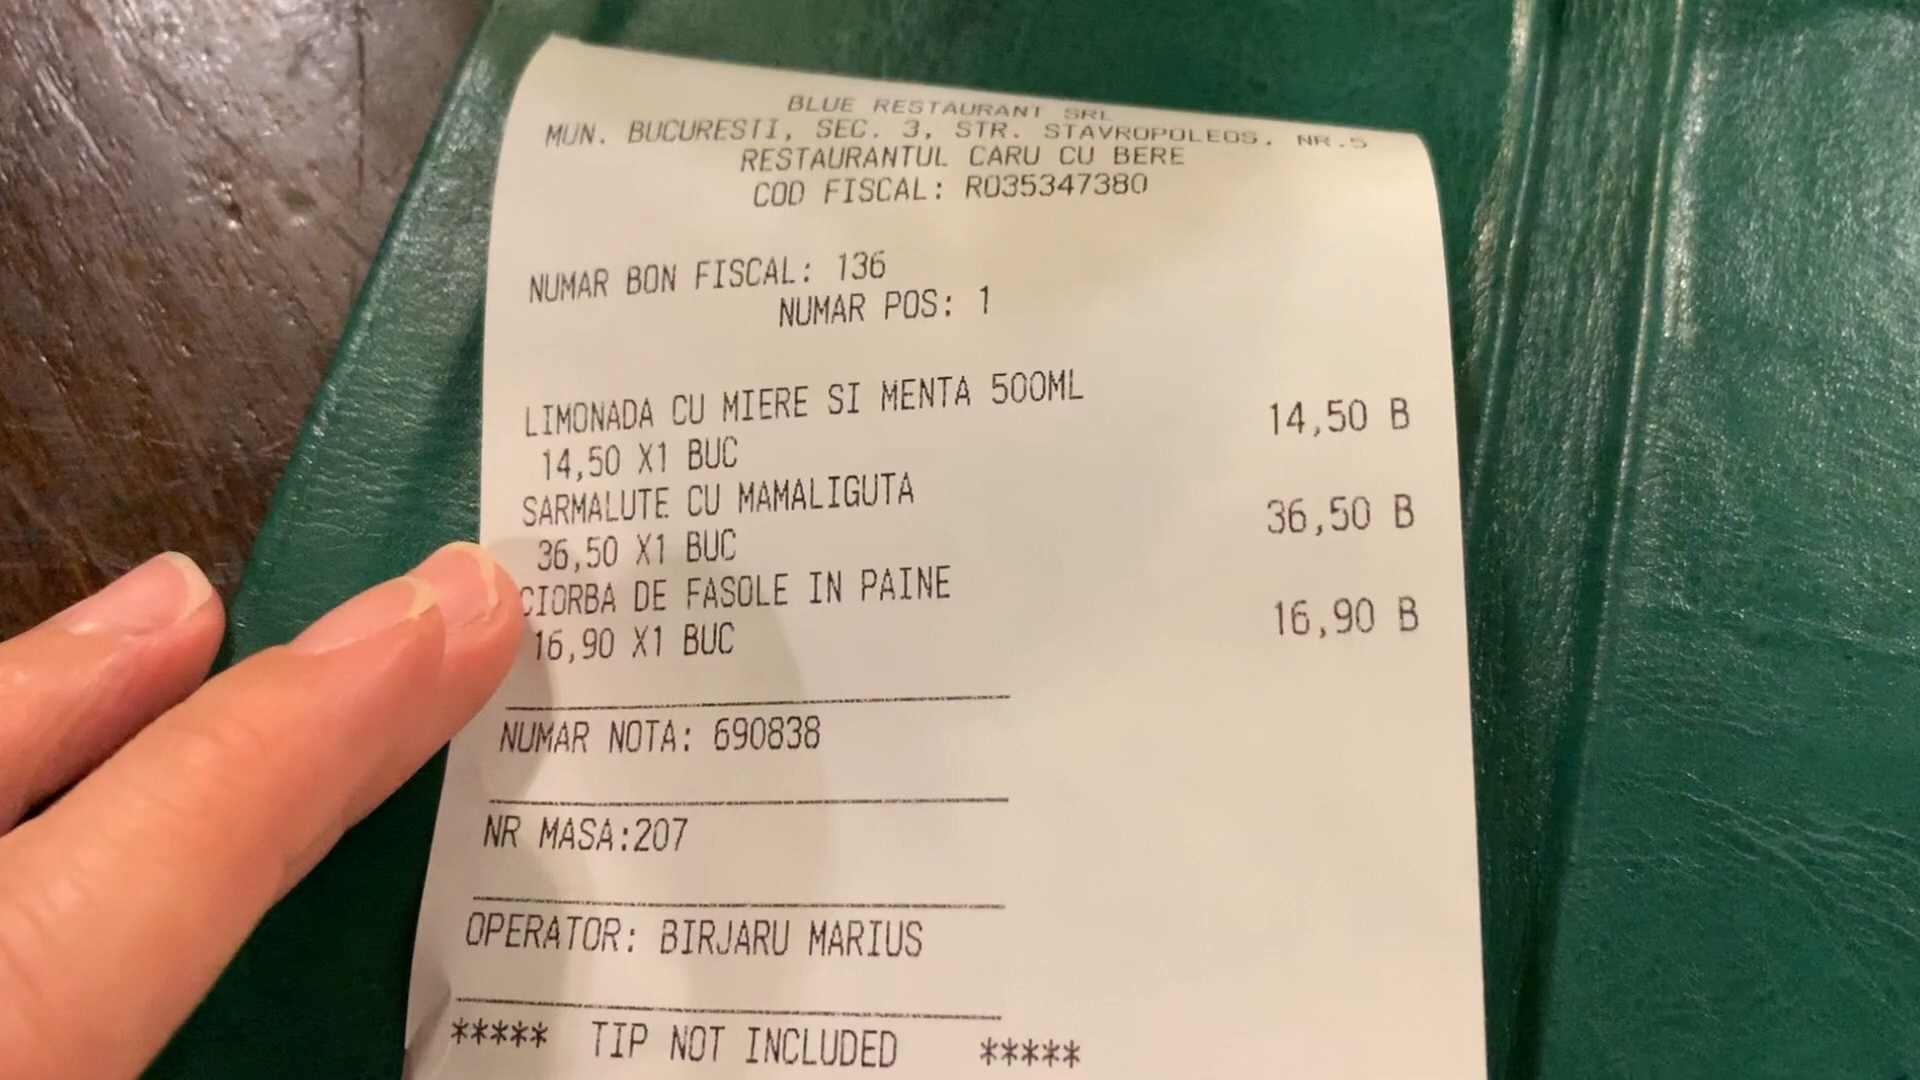 BLUE RESTAURANT SRL
MUN. BUCURESTI, SEC. 3, STR. STAVROPOLEOS, NR.5
RESTAURANTUL CARU CU BERE
COD FISCAL: RO35347380
NUMAR BON FISCAL: 136
NUMAR POS: 1
LIMONADA CU MIERE SI MENTA 500ML
14,50 X1 BUC 14,50 B
SARMALUTE CU MAMALIGUTA
36,50 X1 BUC 36,50 B
CIORBA DE FASOLE IN PAINE
16,90 X1 BUC 16,90 B
NUMAR NOTA: 690838
NR MASA:207
OPERATOR: BIRJARU MARIUS
***** TIP NOT INCLUDED *****